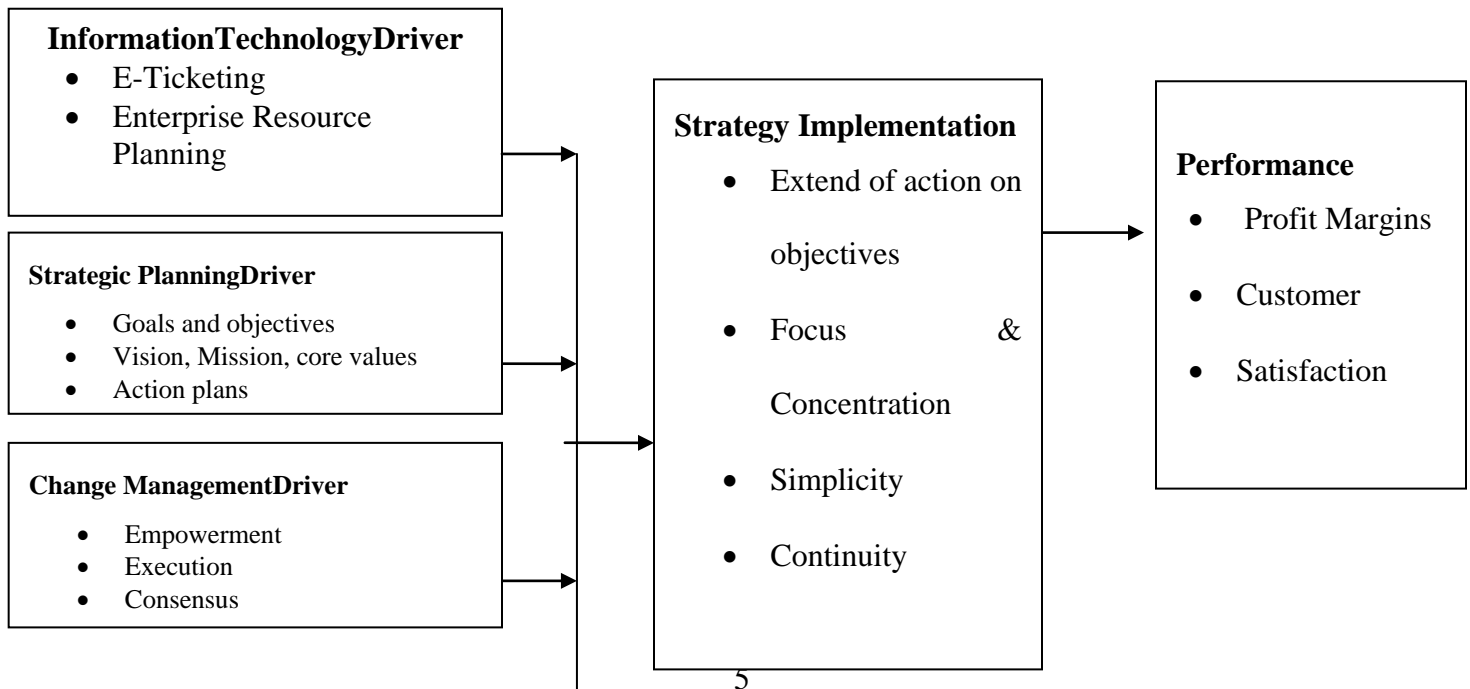 InformationTechnologyDriver
• E-Ticketing
• Enterprise Resource
Planning
Strategic PlanningDriver
• Goals and objectives
• Vision, Mission, core values
• Action plans
Change ManagementDriver
• Empowerment
• Execution
• Consensus
Strategy Implementation
• Extend of action on
objectives
• Focus &
Concentration
• Simplicity
• Continuity
Performance
• Profit Margins
• Customer
• Satisfaction
5